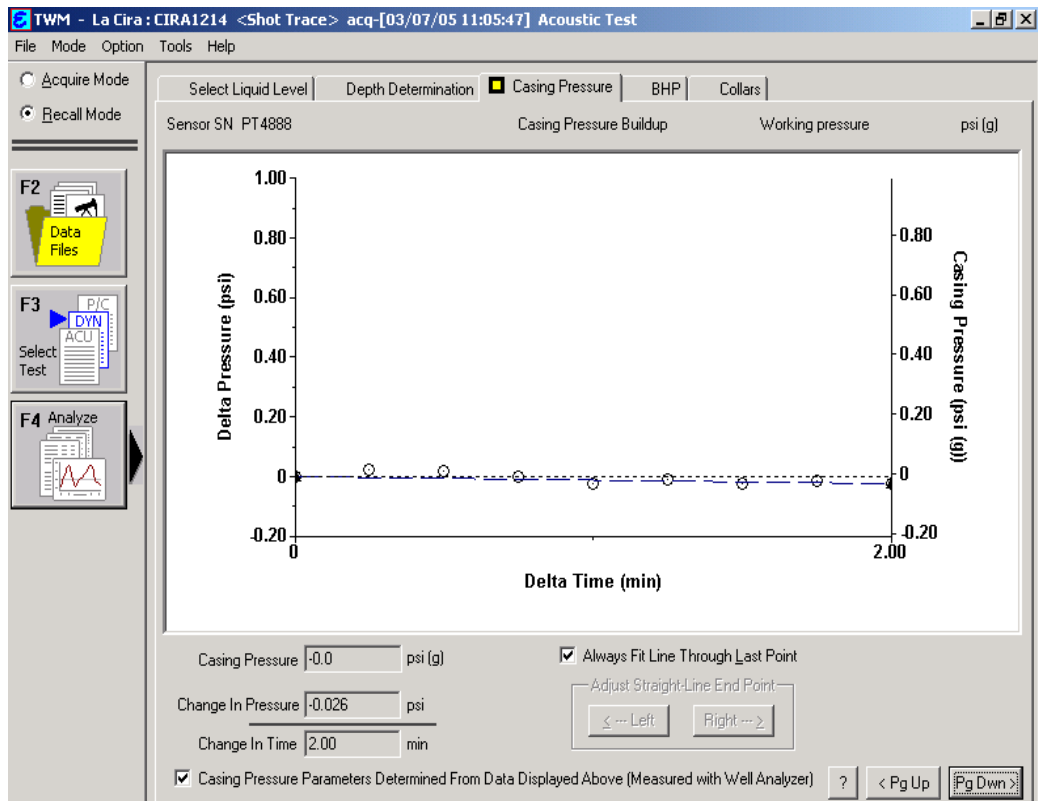 TWM - La Cira : CIRA1214 <Shot Trace> acq-[03/07/05 11:05:47] Acoustic Test
File Mode Option Tools Help
Acquire Mode
Recall Mode
F2
Data
Files
F3
P/C
DYN
ACU
Select
Test
F4 Analyze
Select Liquid Level Depth Determination Casing Pressure BHP Collars
Sensor SN PT4888 Casing Pressure Buildup Working pressure psi (g)
1.00
0.80
0.60
0.40
0.20
0
-0.20
Delta Pressure (psi)
0.80
0.60
0.40
0.20
0
-0.20
Casing Pressure (psi (g))
0 2.00
Delta Time (min)
Casing Pressure -0.0 psi (g)
Change In Pressure -0.026 psi
Change In Time 2.00 min
Always Fit Line Through Last Point
Adjust Straight-Line End Point
< --- Left Right --- >
Casing Pressure Parameters Determined From Data Displayed Above (Measured with Well Analyzer)
? < Pg Up Pg Dwn >